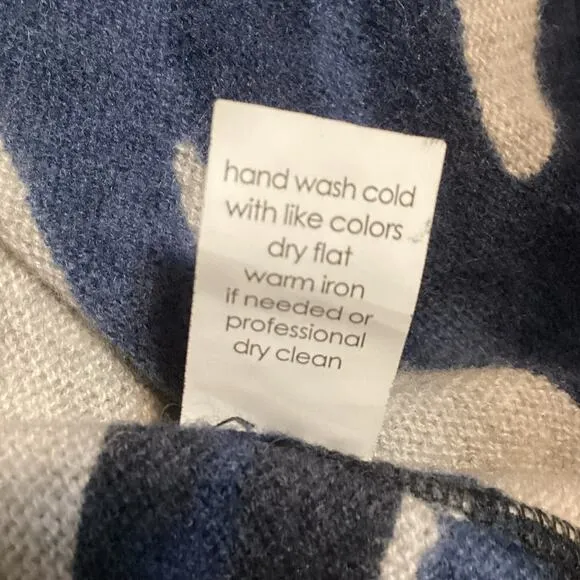 hand wash cold
with like colors
dry flat
warm iron
if needed or
professional
dry clean